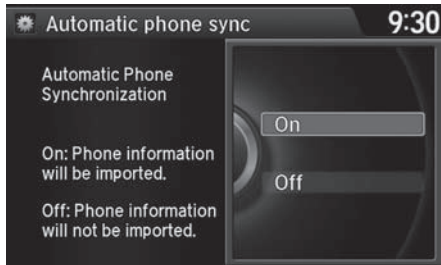 Automatic phone sync
9:30
Automatic Phone
Synchronization
On
On: Phone information
will be imported.
Off
Off: Phone information
will not be imported.